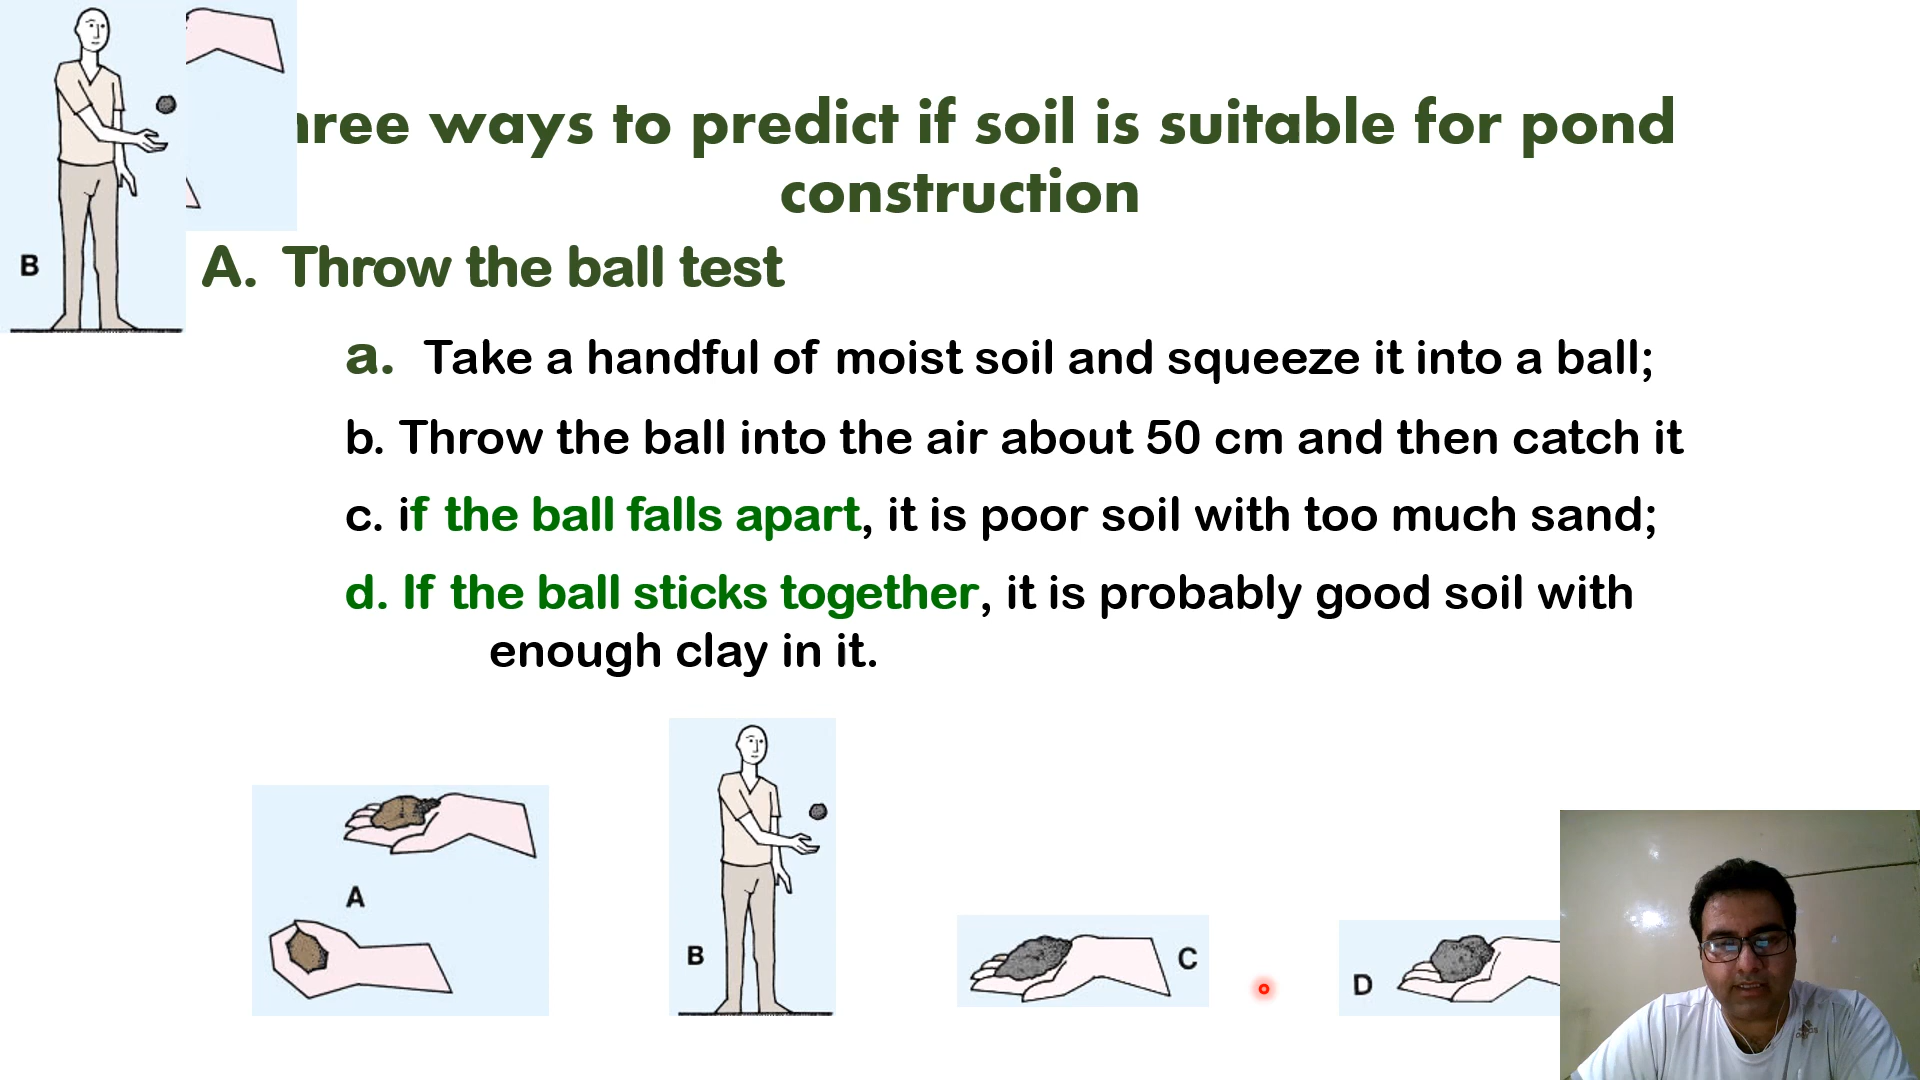 hree ways to predict if soil is suitable for pond
construction
B
A. Throw the ball test
a. Take a handful of moist soil and squeeze it into a ball;
b. Throw the ball into the air about 50 cm and then catch it
c. if the ball falls apart, it is poor soil with too much sand;
d. If the ball sticks together, it is probably good soil with
enough clay in it.
A
B
C
D